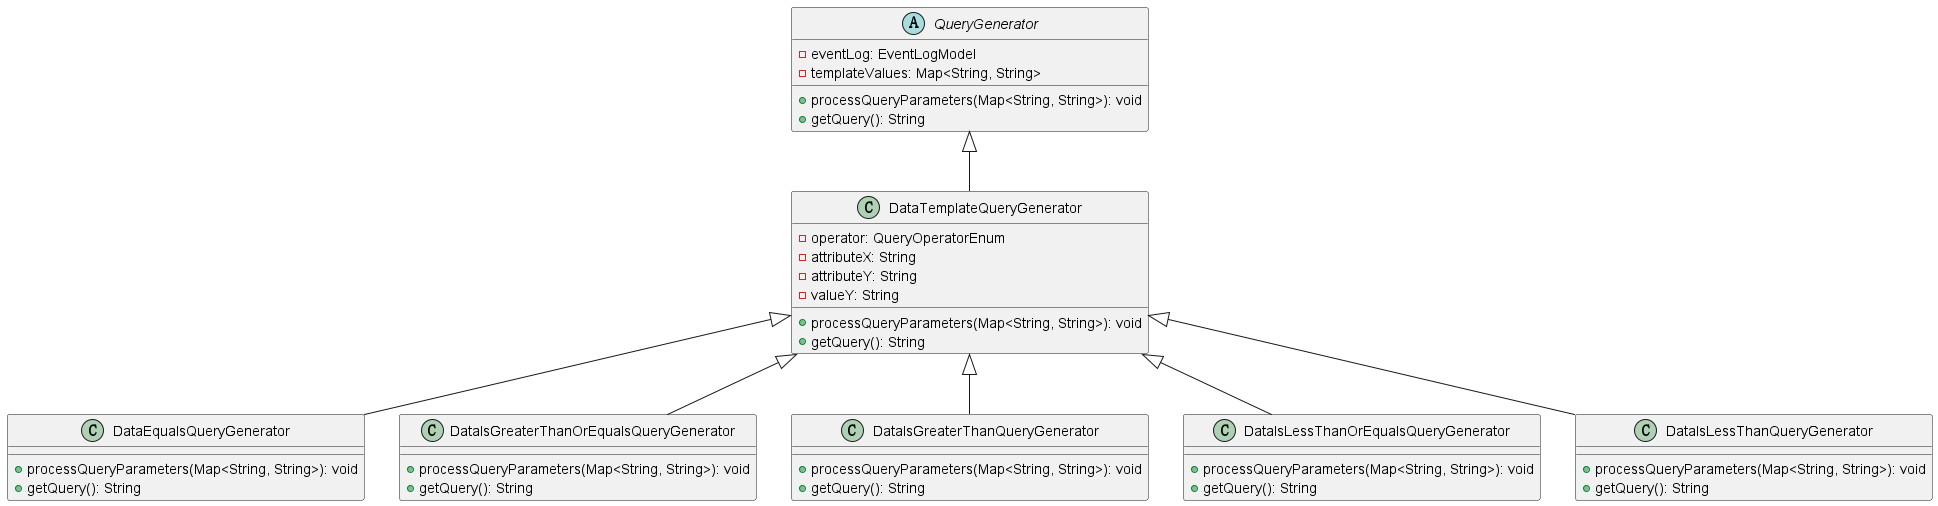 A QueryGenerator
eventLog: EventLogModel
templateValues: Map<String, String>
processQueryParameters(Map<String, String>): void
getQuery(): String
C DataTemplateQueryGenerator
operator: QueryOperatorEnum
attributeX: String
attributeY: String
valueY: String
processQueryParameters(Map<String, String>): void
getQuery(): String
C DataEqualsQueryGenerator
processQueryParameters(Map<String, String>): void
getQuery(): String
C DataIsGreaterThanOrEqualsQueryGenerator
processQueryParameters(Map<String, String>): void
getQuery(): String
C DataIsGreaterThanQueryGenerator
processQueryParameters(Map<String, String>): void
getQuery(): String
C DataIsLessThanOrEqualsQueryGenerator
processQueryParameters(Map<String, String>): void
getQuery(): String
C DataIsLessThanQueryGenerator
processQueryParameters(Map<String, String>): void
getQuery(): String